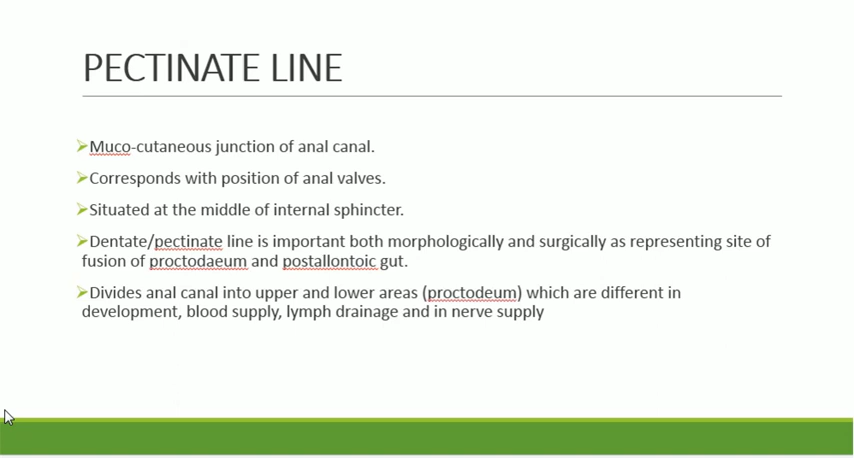 PECTINATE LINE
➢Muco-cutaneous junction of anal canal.
➢Corresponds with position of anal valves.
➢Situated at the middle of internal sphincter.
➢Dentate/pectinate line is important both morphologically and surgically as representing site of
fusion of proctodaeum and postallontoic gut.
➢Divides anal canal into upper and lower areas (proctodeum) which are different in
development, blood supply, lymph drainage and in nerve supply